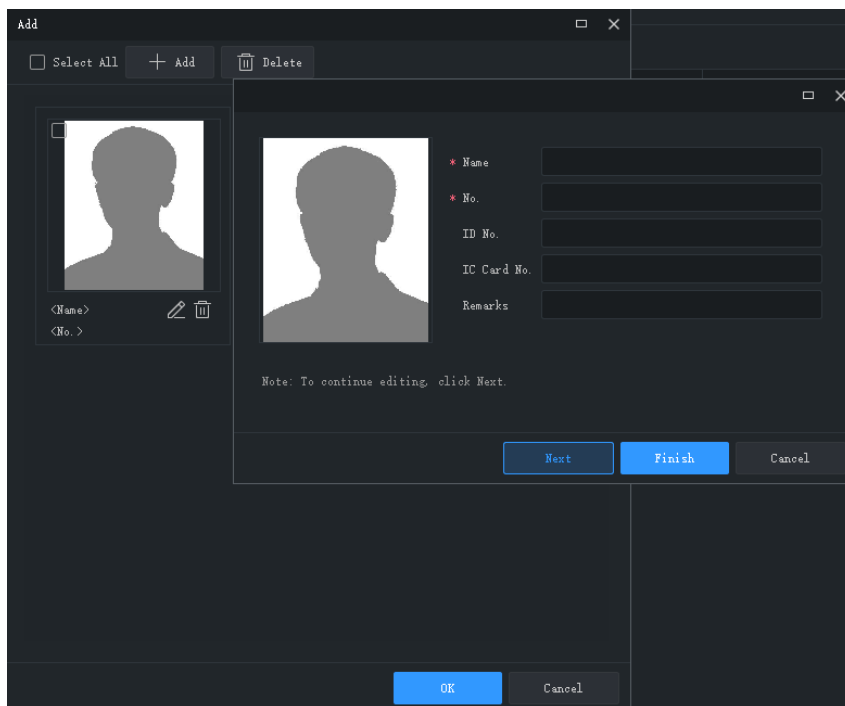 Add
Select All
Add
Delete
* Name
* No.
ID No.
IC Card No.
Remarks
<Name>
<No.>
Note: To continue editing, click Next.
Next
Finish
Cancel
OK
Cancel